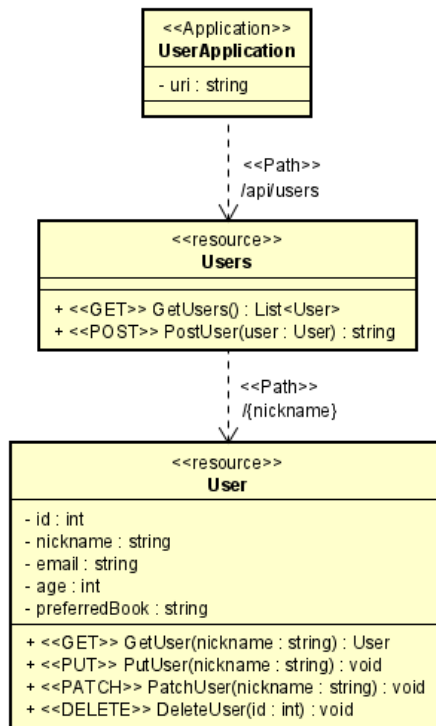 <<Application>>
UserApplication
- uri : string
<<Path>>
/api/users
<<resource>>
Users
+ <<GET>> GetUsers() : List<User>
+ <<POST>> PostUser(user : User) : string
<<Path>>
/{nickname}
<<resource>>
User
- id : int
- nickname : string
- email : string
- age : int
- preferredBook : string
+ <<GET>> GetUser(nickname : string) : User
+ <<PUT>> PutUser(nickname : string) : void
+ <<PATCH>> PatchUser(nickname : string) : void
+ <<DELETE>> DeleteUser(id : int) : void